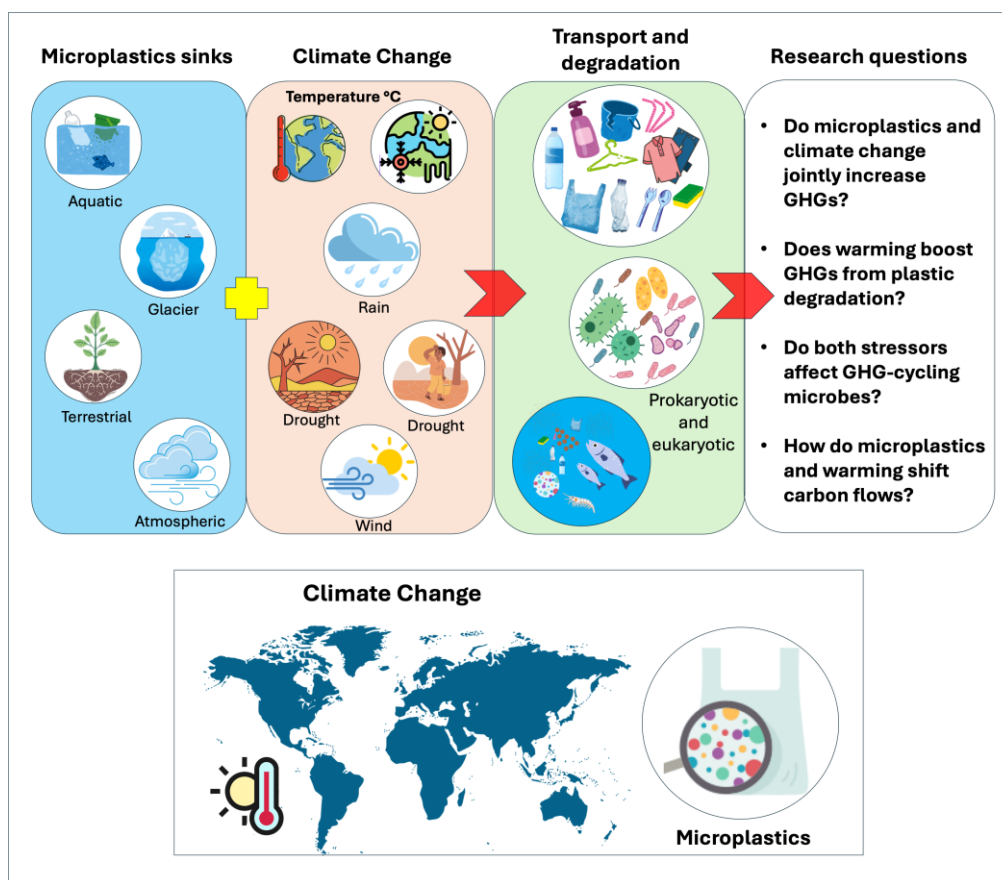 Microplastics sinks
Aquatic
Glacier
Terrestrial
Atmospheric
Climate Change
Temperature °C
Rain
Drought
Drought
Wind
Transport and
degradation
Prokaryotic
and
eukaryotic
Research questions
• Do microplastics and
climate change
jointly increase
GHGs?
• Does warming boost
GHGs from plastic
degradation?
• Do both stressors
affect GHG-cycling
microbes?
• How do microplastics
and warming shift
carbon flows?
Climate Change
Microplastics